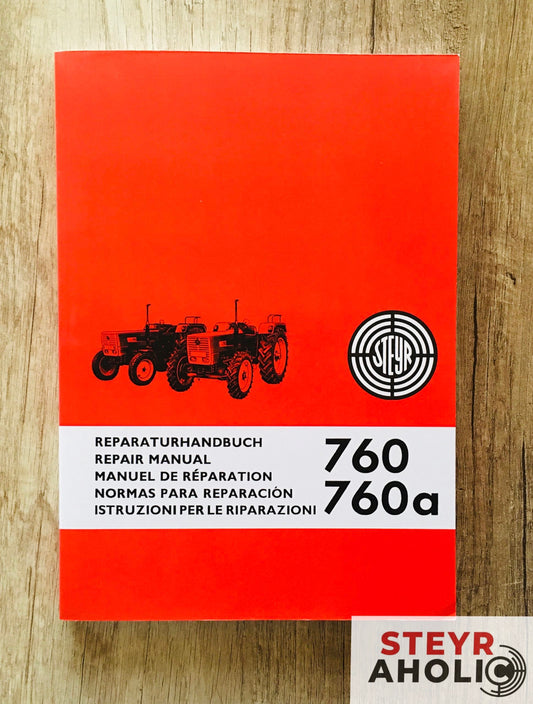 STEYR
REPARATURHANDBUCH
REPAIR MANUAL
MANUEL DE RÉPARATION
NORMAS PARA REPARACIÓN
ISTRUZIONI PER LE RIPARAZIONI
760
760a
STEYR
AHOLIC